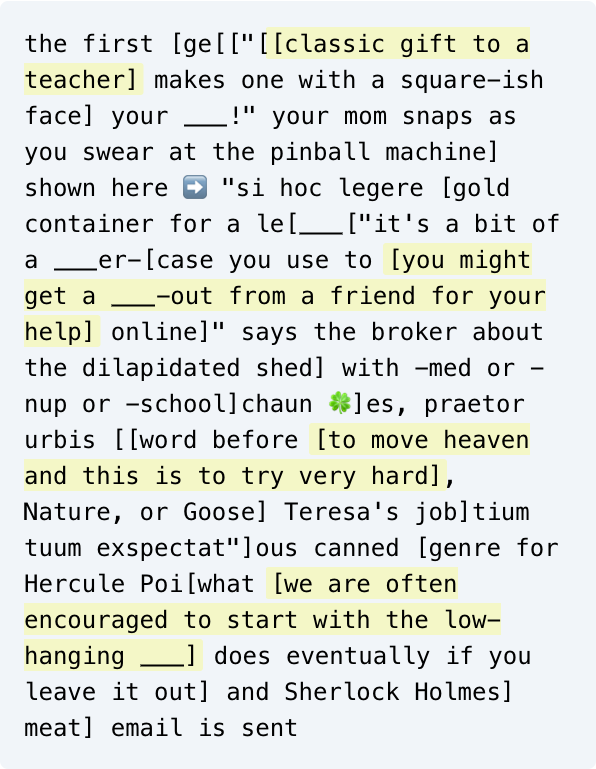 the first [ge[["[[[classic gift to a
teacher] makes one with a square-ish
face] your ___!" your mom snaps as
you swear at the pinball machine]
shown here ➡️ "si hoc legere [gold
container for a le[___["it's a bit of
a ___er-[case you use to [you might
get a ___-out from a friend for your
help] online]" says the broker about
the dilapidated shed] with -med or -
nup or -school]chaun 🍀]es, praetor
urbis [[word before [to move heaven
and this is to try very hard],
Nature, or Goose] Teresa's job]tium
tuum exspectat"]ous canned [genre for
Hercule Poi[what [we are often
encouraged to start with the low-
hanging ___] does eventually if you
leave it out] and Sherlock Holmes]
meat] email is sent